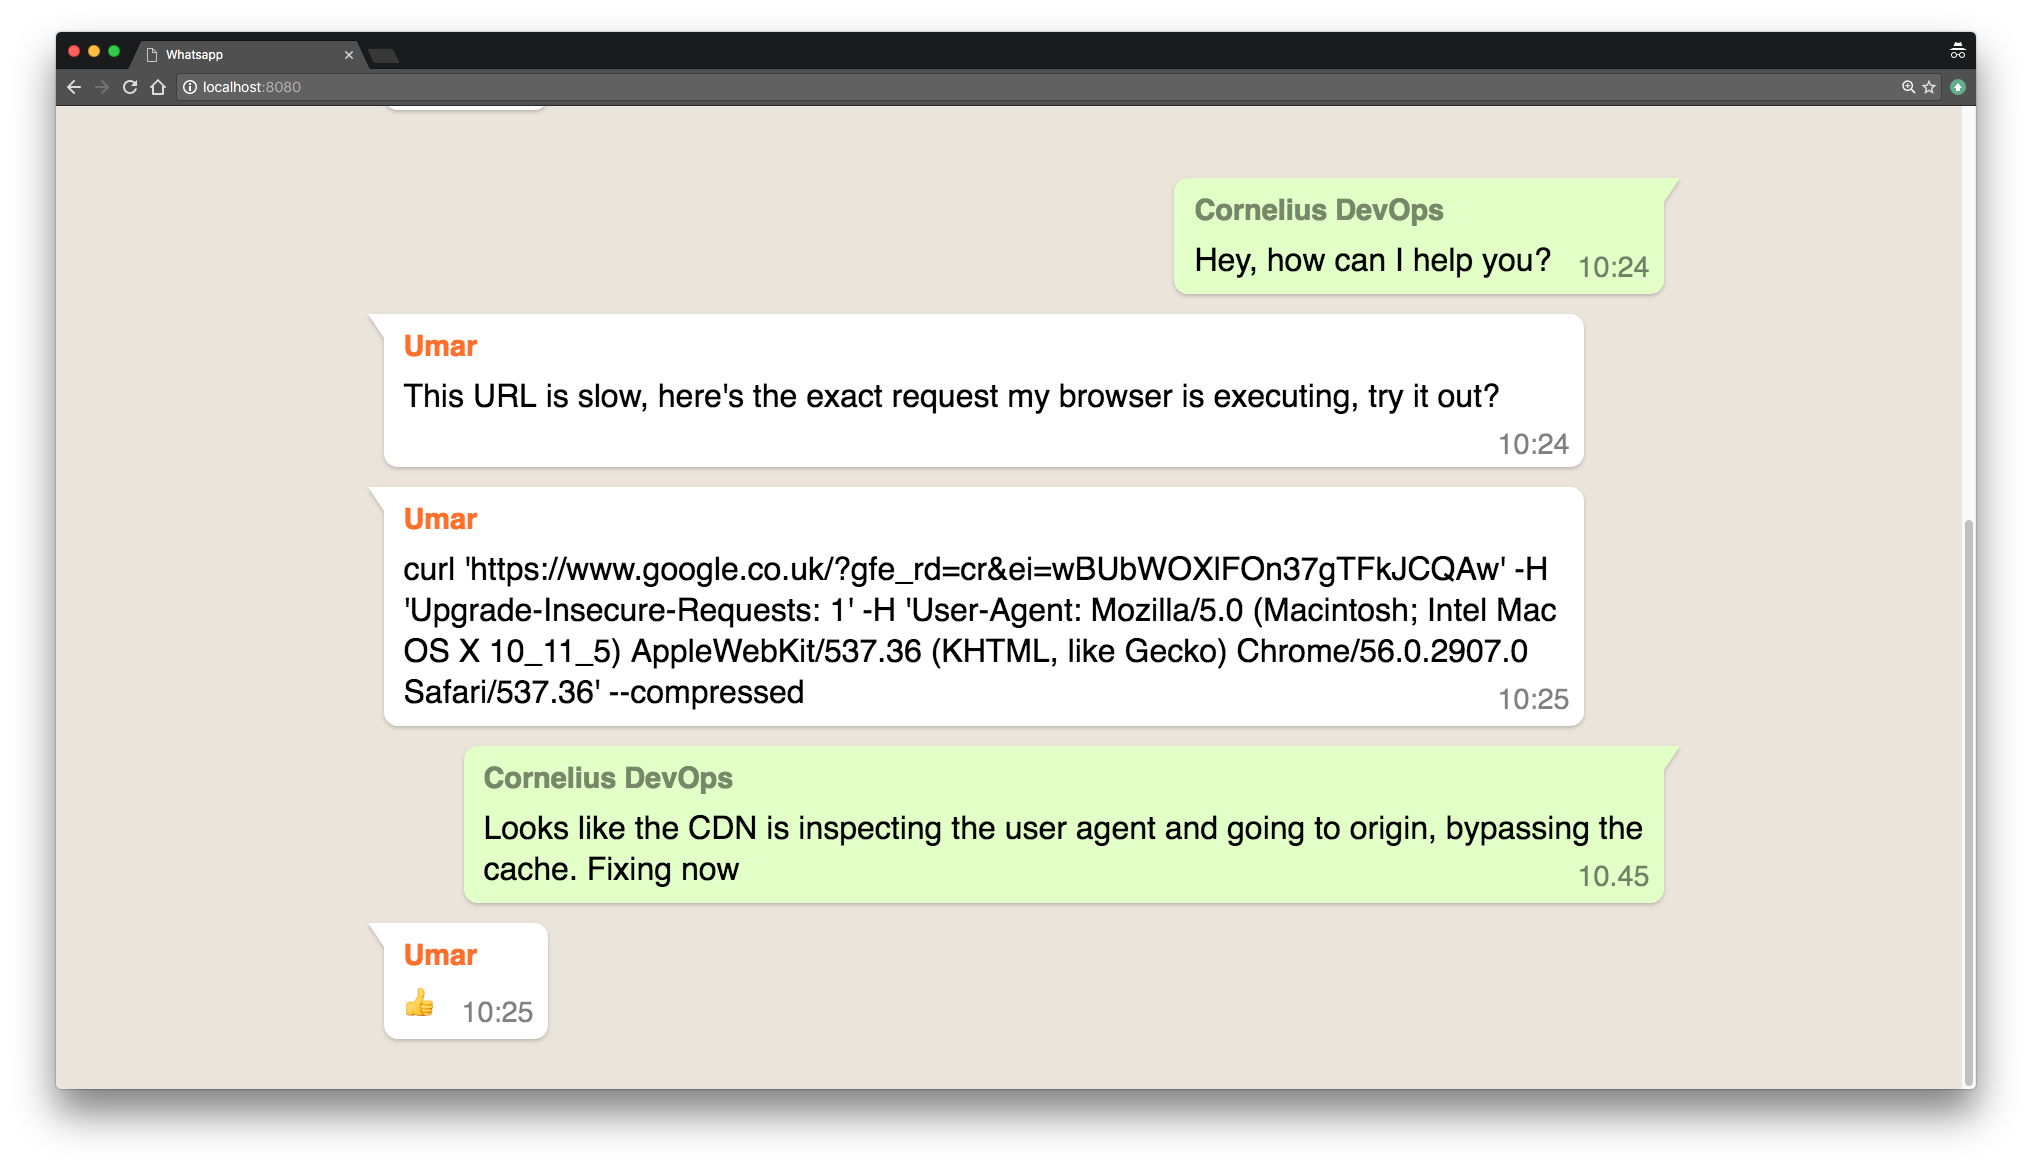 Whatsapp
localhost:8080
Cornelius DevOps
Hey, how can I help you? 10:24
Umar
This URL is slow, here's the exact request my browser is executing, try it out?
10:24
Umar
curl 'https://www.google.co.uk/?gfe_rd=cr&ei=wBUbWOXlFOn37gTFkJCQAw' -H
'Upgrade-Insecure-Requests: 1' -H 'User-Agent: Mozilla/5.0 (Macintosh; Intel Mac
OS X 10_11_5) AppleWebKit/537.36 (KHTML, like Gecko) Chrome/56.0.2907.0
Safari/537.36' --compressed 10:25
Cornelius DevOps
Looks like the CDN is inspecting the user agent and going to origin, bypassing the
cache. Fixing now 10.45
Umar
👍 10:25